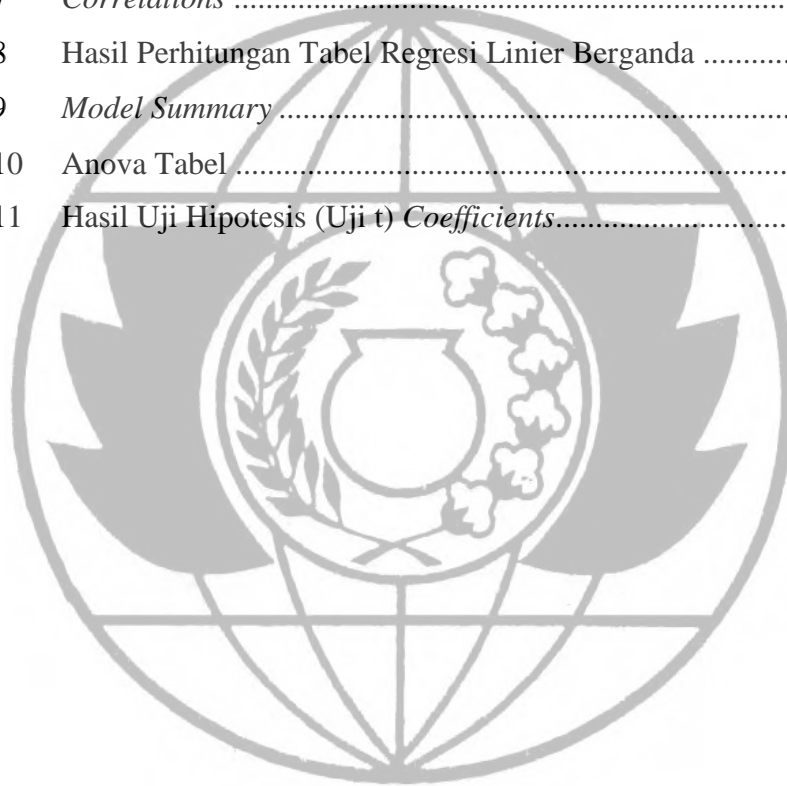 Correlations ..........................................................................
8 Hasil Perhitungan Tabel Regresi Linier Berganda ...........
9 Model Summary ....................................................................
10 Anova Tabel .........................................................................
11 Hasil Uji Hipotesis (Uji t) Coefficients..............................